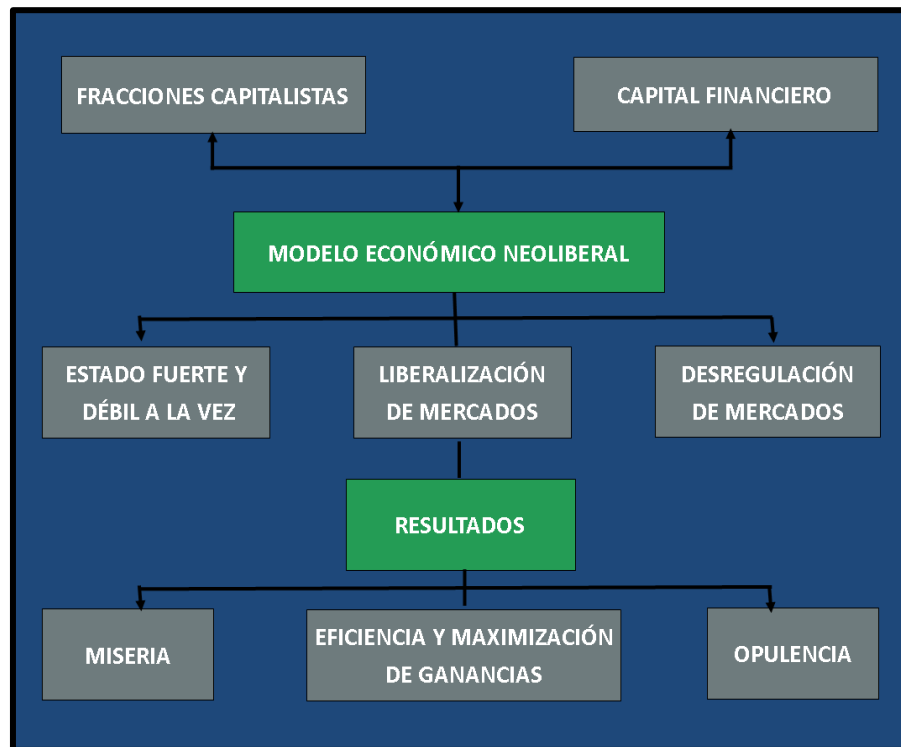 FRACCIONES CAPITALISTAS
CAPITAL FINANCIERO
MODELO ECONÓMICO NEOLIBERAL
ESTADO FUERTE Y
DÉBIL A LA VEZ
LIBERALIZACIÓN
DE MERCADOS
DESREGULACIÓN
DE MERCADOS
RESULTADOS
MISERIA
EFICIENCIA Y MAXIMIZACIÓN
DE GANANCIAS
OPULENCIA